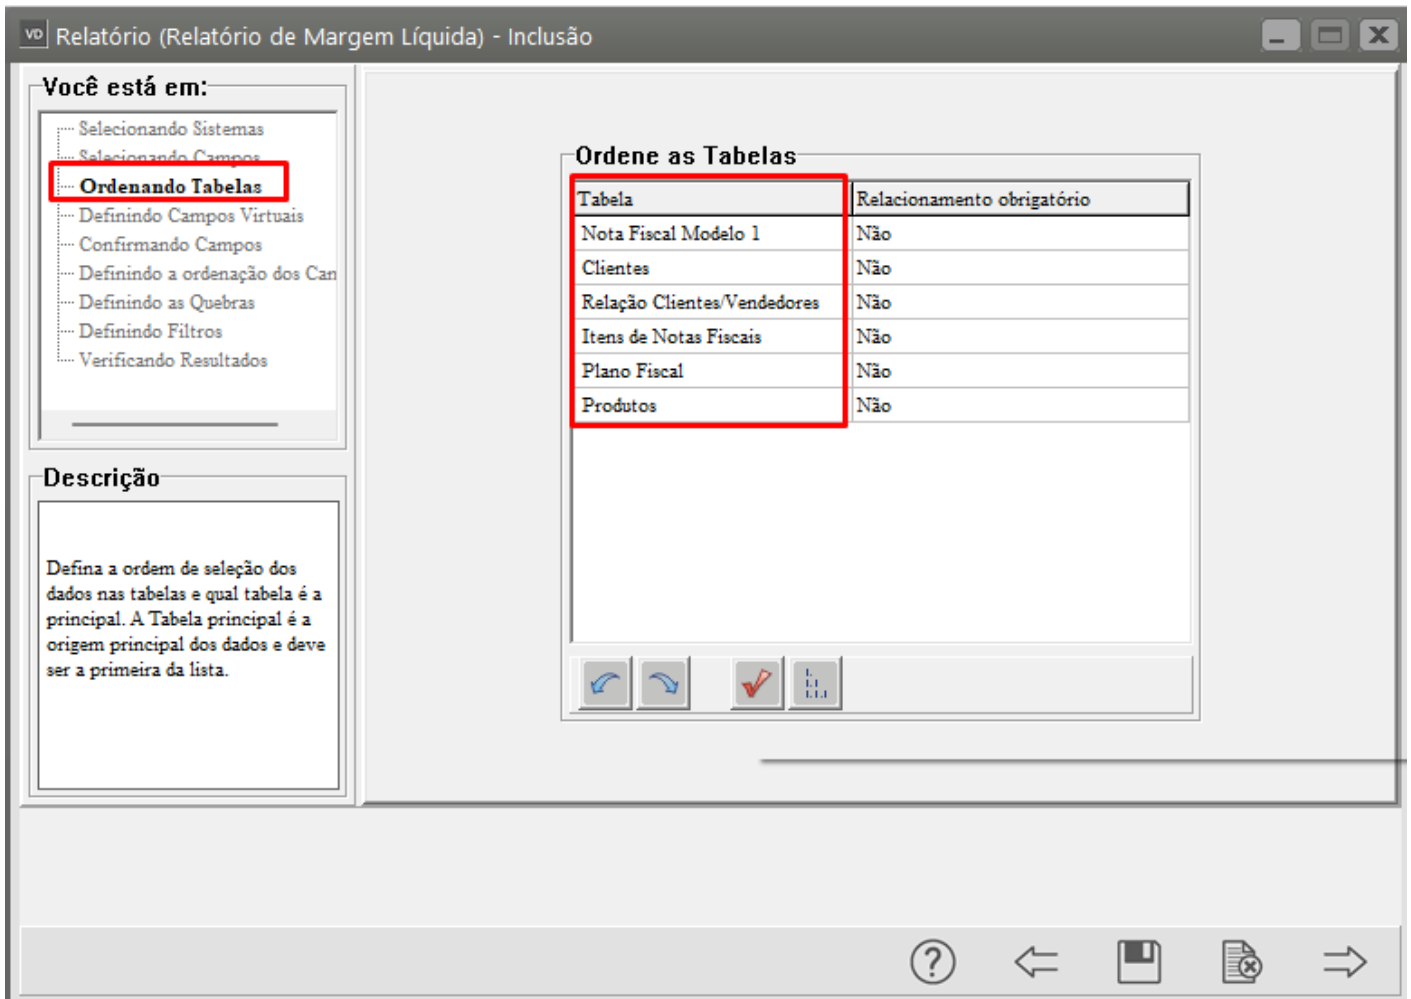 VD Relatório (Relatório de Margem Líquida) - Inclusão
Você está em:
Selecionando Sistemas
Selecionando Campos
Ordenando Tabelas
Definindo Campos Virtuais
Confirmando Campos
Definindo a ordenação dos Can
Definindo as Quebras
Definindo Filtros
Verificando Resultados
Descrição
Defina a ordem de seleção dos
dados nas tabelas e qual tabela é a
principal. A Tabela principal é a
origem principal dos dados e deve
ser a primeira da lista.
Ordene as Tabelas
Tabela Relacionamento obrigatório
Nota Fiscal Modelo 1 Não
Clientes Não
Relação Clientes/Vendedores Não
Itens de Notas Fiscais Não
Plano Fiscal Não
Produtos Não